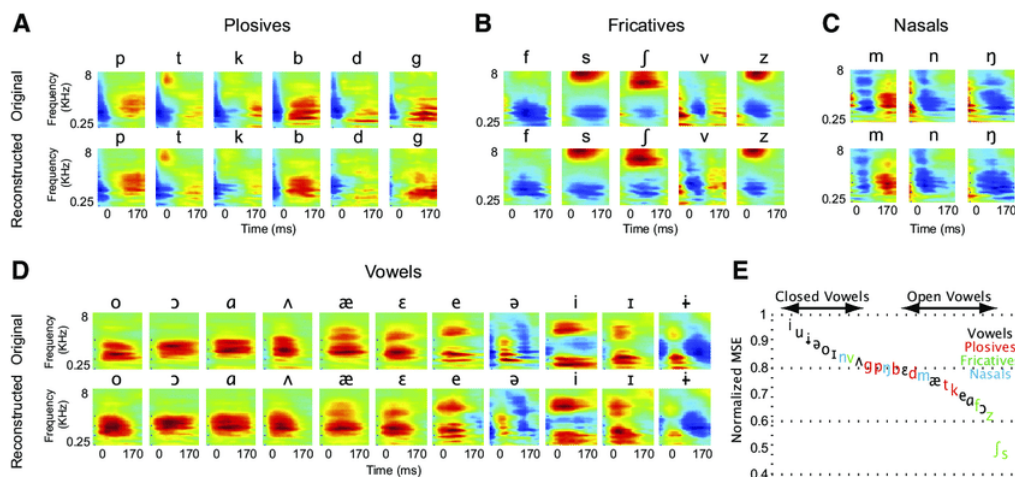 A Plosives
p t k b d g
Original
Frequency (KHz)
8
0.25
Reconstructed
Frequency (KHz)
8
0.25
0 170 0 170 0 170 0 170 0 170 0 170
Time (ms)
B Fricatives
f s ʃ v z
f s ʃ v z
0 170 0 170 0 170 0 170 0 170
Time (ms)
C Nasals
m n ŋ
8
0.25
m n ŋ
8
0.25
0 170 0 170 0 170
Time (ms)
p t k b d g
D Vowels
o ɔ ɑ ʌ æ ɛ e ə i ɪ ɨ
Original
Frequency (KHz)
8
0.25
o ɔ ɑ ʌ æ ɛ e ə i ɪ ɨ
Reconstructed
Frequency (KHz)
8
0.25
0 170 0 170 0 170 0 170 0 170 0 170 0 170 0 170 0 170 0 170 0 170
Time (ms)
E
Closed Vowels Open Vowels
Normalized MSE
1
0.9
0.8
0.7
0.6
0.5
0.4
i u ɨ ə o ɪ n v ʌ g p ŋ b ɛ d m æ t k e a f ɔ z ʃ s
Vowels
Plosives
Fricative
Nasals